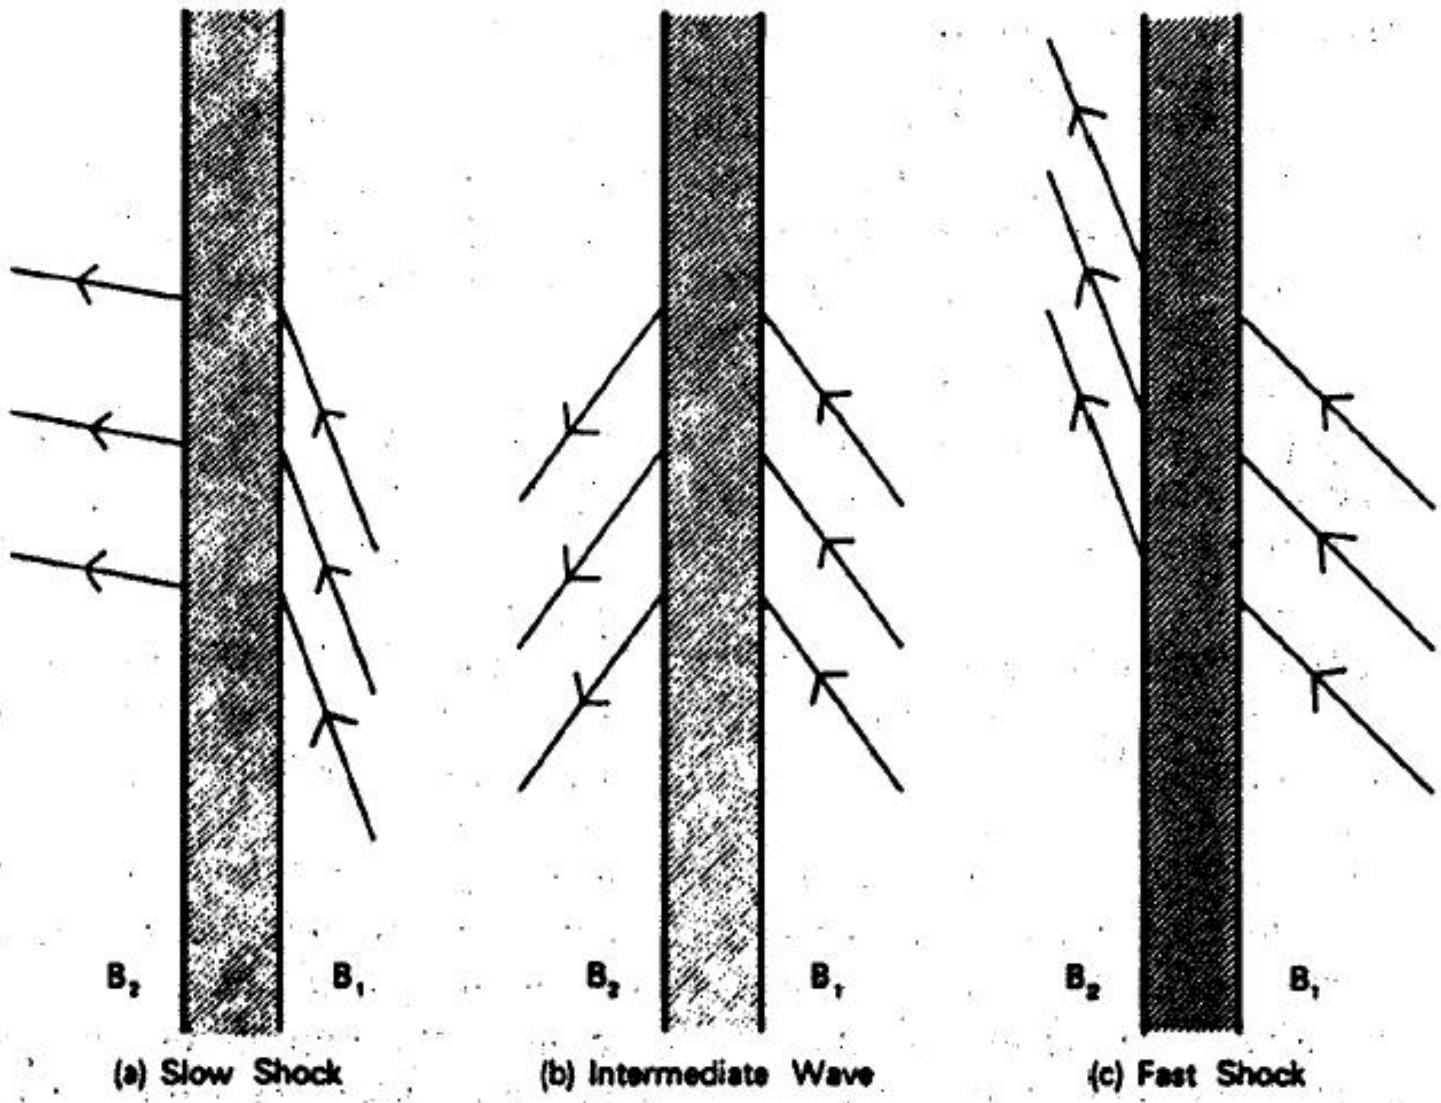 B₂ B₁ B₂ B₁ B₂ B₁
(a) Slow Shock (b) Intermediate Wave (c) Fast Shock